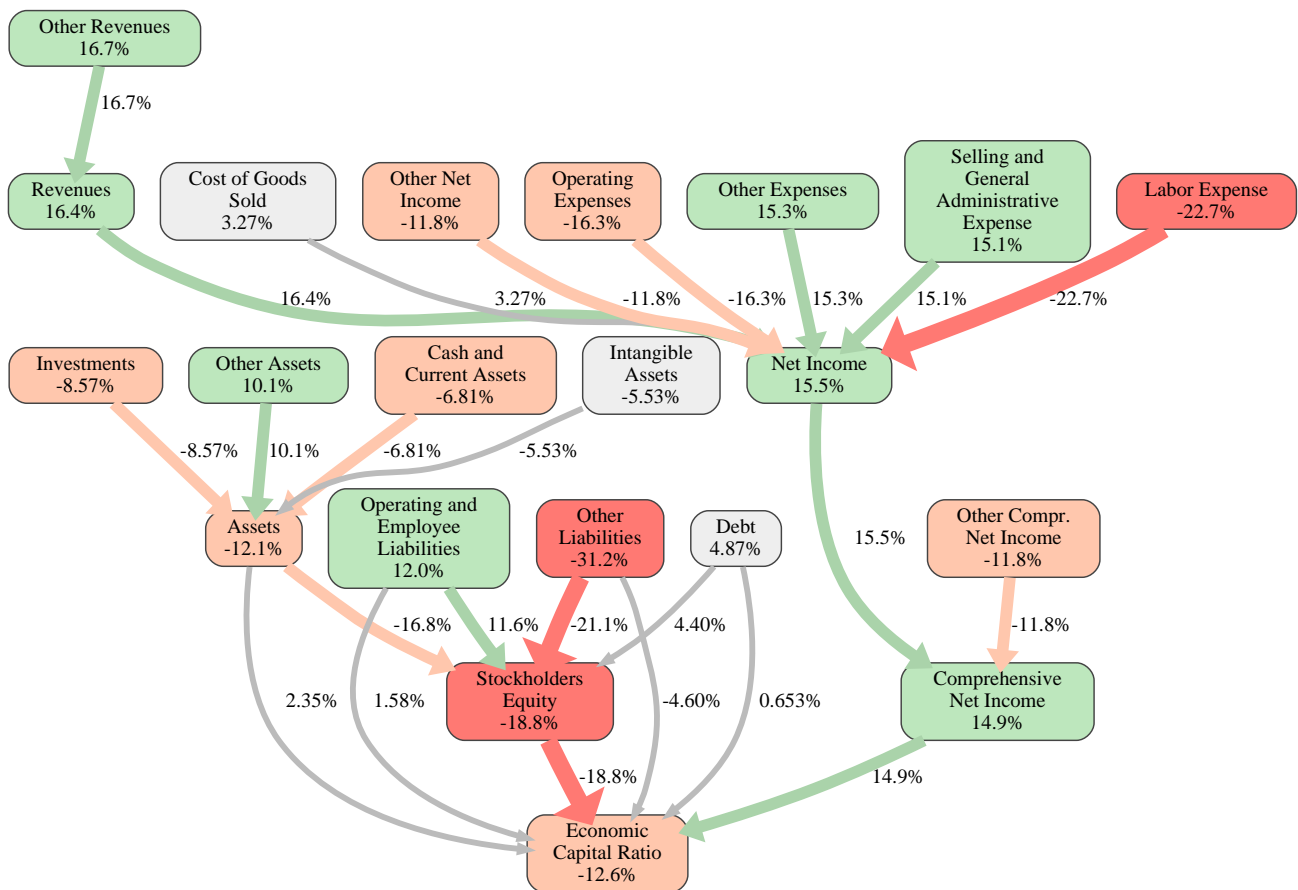 Other Revenues
16.7%
16.7%
Revenues
16.4%
Cost of Goods
Sold
3.27%
Other Net
Income
-11.8%
Operating
Expenses
-16.3%
Other Expenses
15.3%
Selling and
General
Administrative
Expense
15.1%
Labor Expense
-22.7%
16.4%
3.27%
-11.8%
-16.3%
15.3%
15.1%
-22.7%
Investments
-8.57%
Other Assets
10.1%
Cash and
Current Assets
-6.81%
Intangible
Assets
-5.53%
Net Income
15.5%
-8.57%
10.1%
-6.81%
-5.53%
Assets
-12.1%
Operating and
Employee
Liabilities
12.0%
Other
Liabilities
-31.2%
Debt
4.87%
15.5%
Other Compr.
Net Income
-11.8%
-16.8%
11.6%
-21.1%
4.40%
-11.8%
2.35%
1.58%
Stockholders
Equity
-18.8%
-4.60%
0.653%
Comprehensive
Net Income
14.9%
-18.8%
14.9%
Economic
Capital Ratio
-12.6%